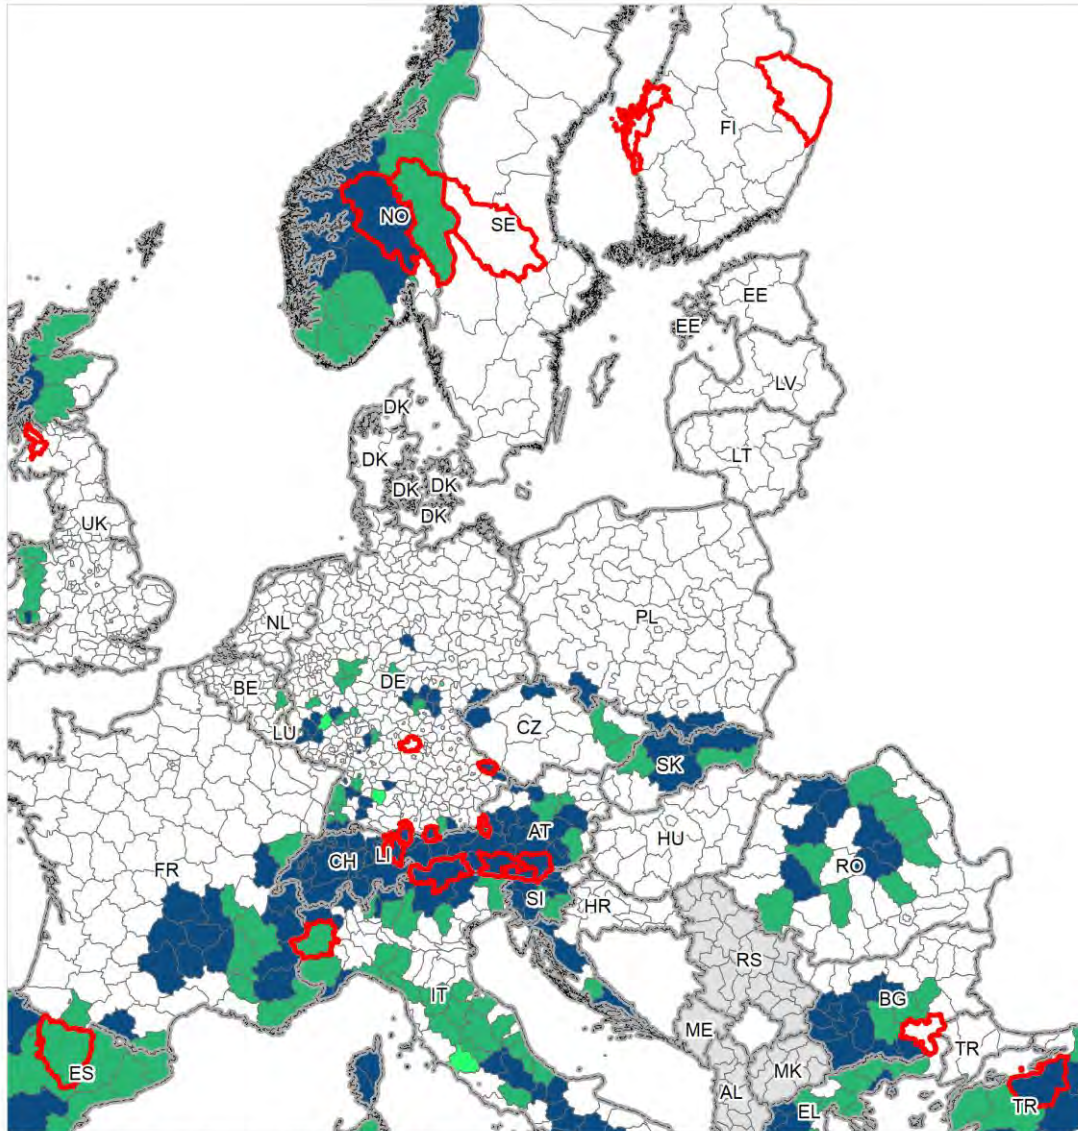 FI
NO
SE
EE
EE
LV
DK
LT
DK
DK
DK
DK
UK
NL
PL
BE
DE
LU
CZ
SK
AT
HU
CH
LI
FR
RO
SI
HR
RS
IT
BG
ME
TR
MK
ES
AL
TR
EL